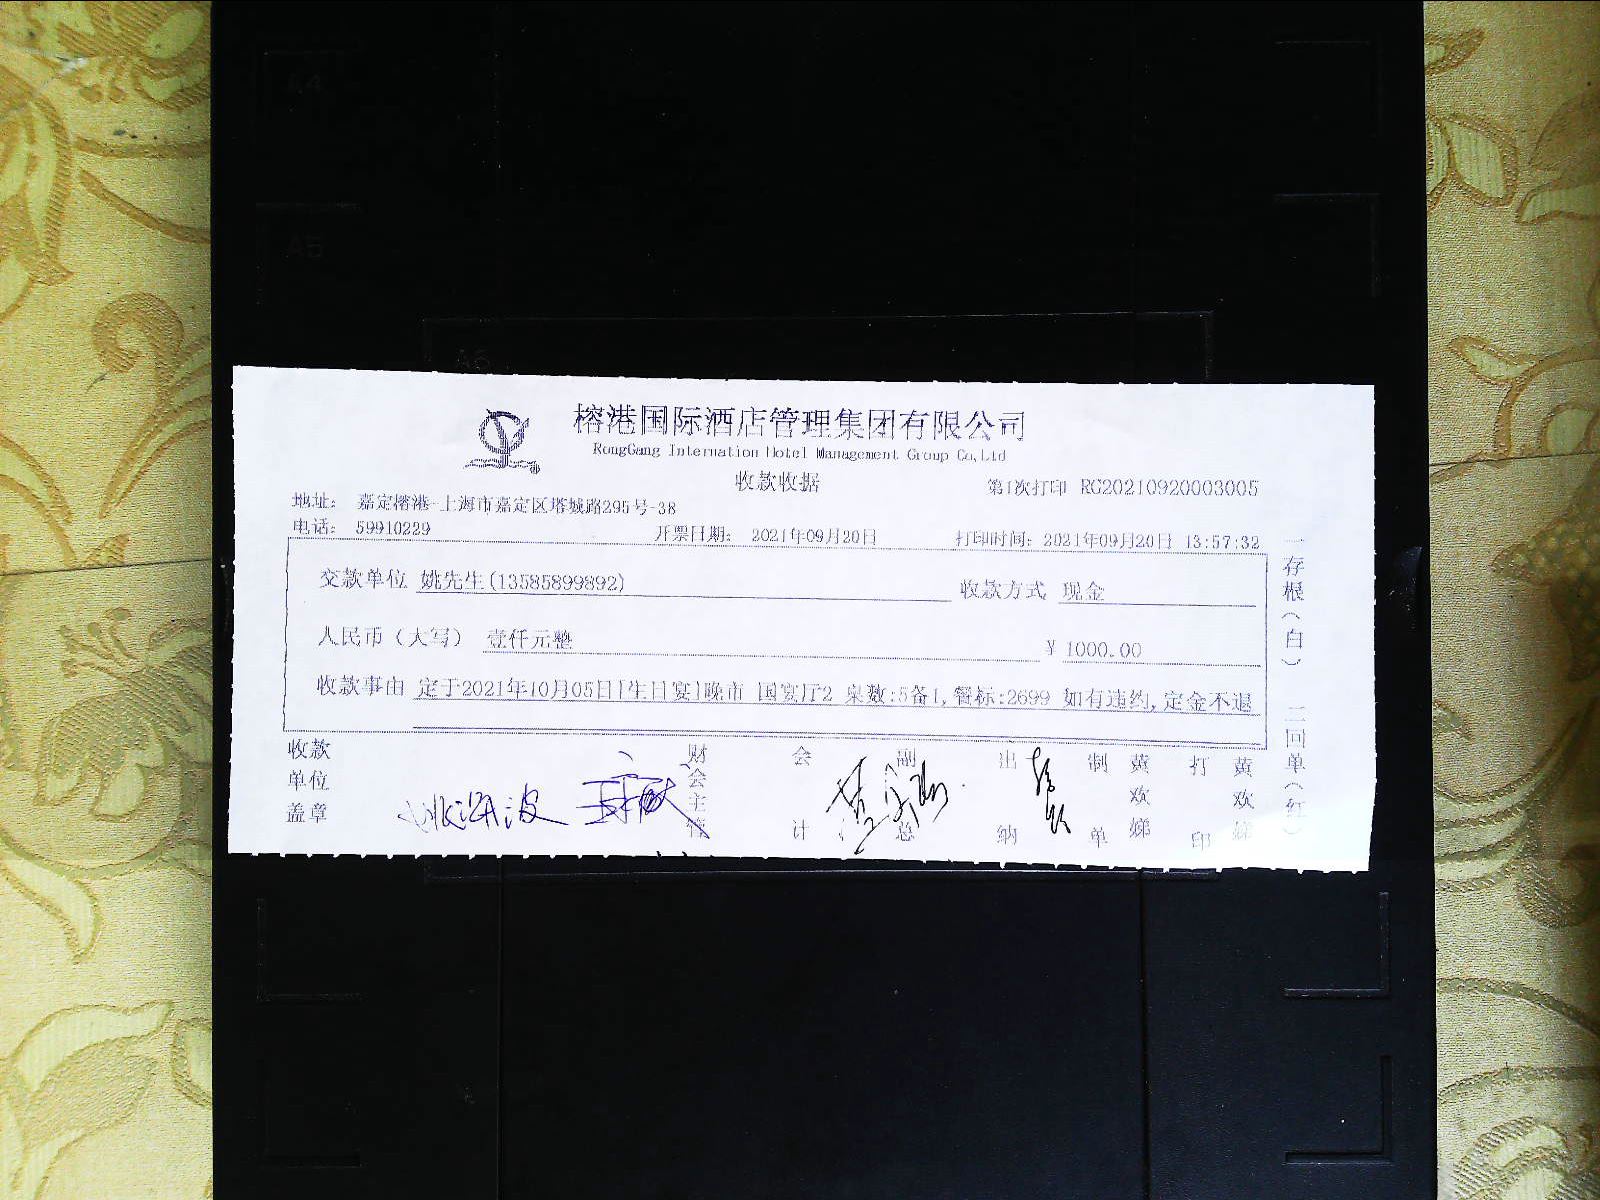 A4
A5
A6
榕港国际酒店管理集团有限公司
RongGang Internation Hotel Management Group Co,Ltd
收款收据
第1次打印 RG20210920003005
地址: 嘉定榕港-上海市嘉定区塔城路295号-38
电话: 59910229
开票日期: 2021年09月20日
打印时间: 2021年09月20日 13:57:32
交款单位 姚先生(13585899892)
收款方式 现金
人民币（大写） 壹仟元整
¥ 1000.00
收款事由 定于2021年10月05日[生日宴]晚市 国宴厅2 桌数:5备1,餐标:2699 如有违约,定金不退
收款单位盖章
姚海波
财会主管
会计
副总
出纳
制单
黄欢娣
打印
黄欢娣
一存根(白) 二回单(红)